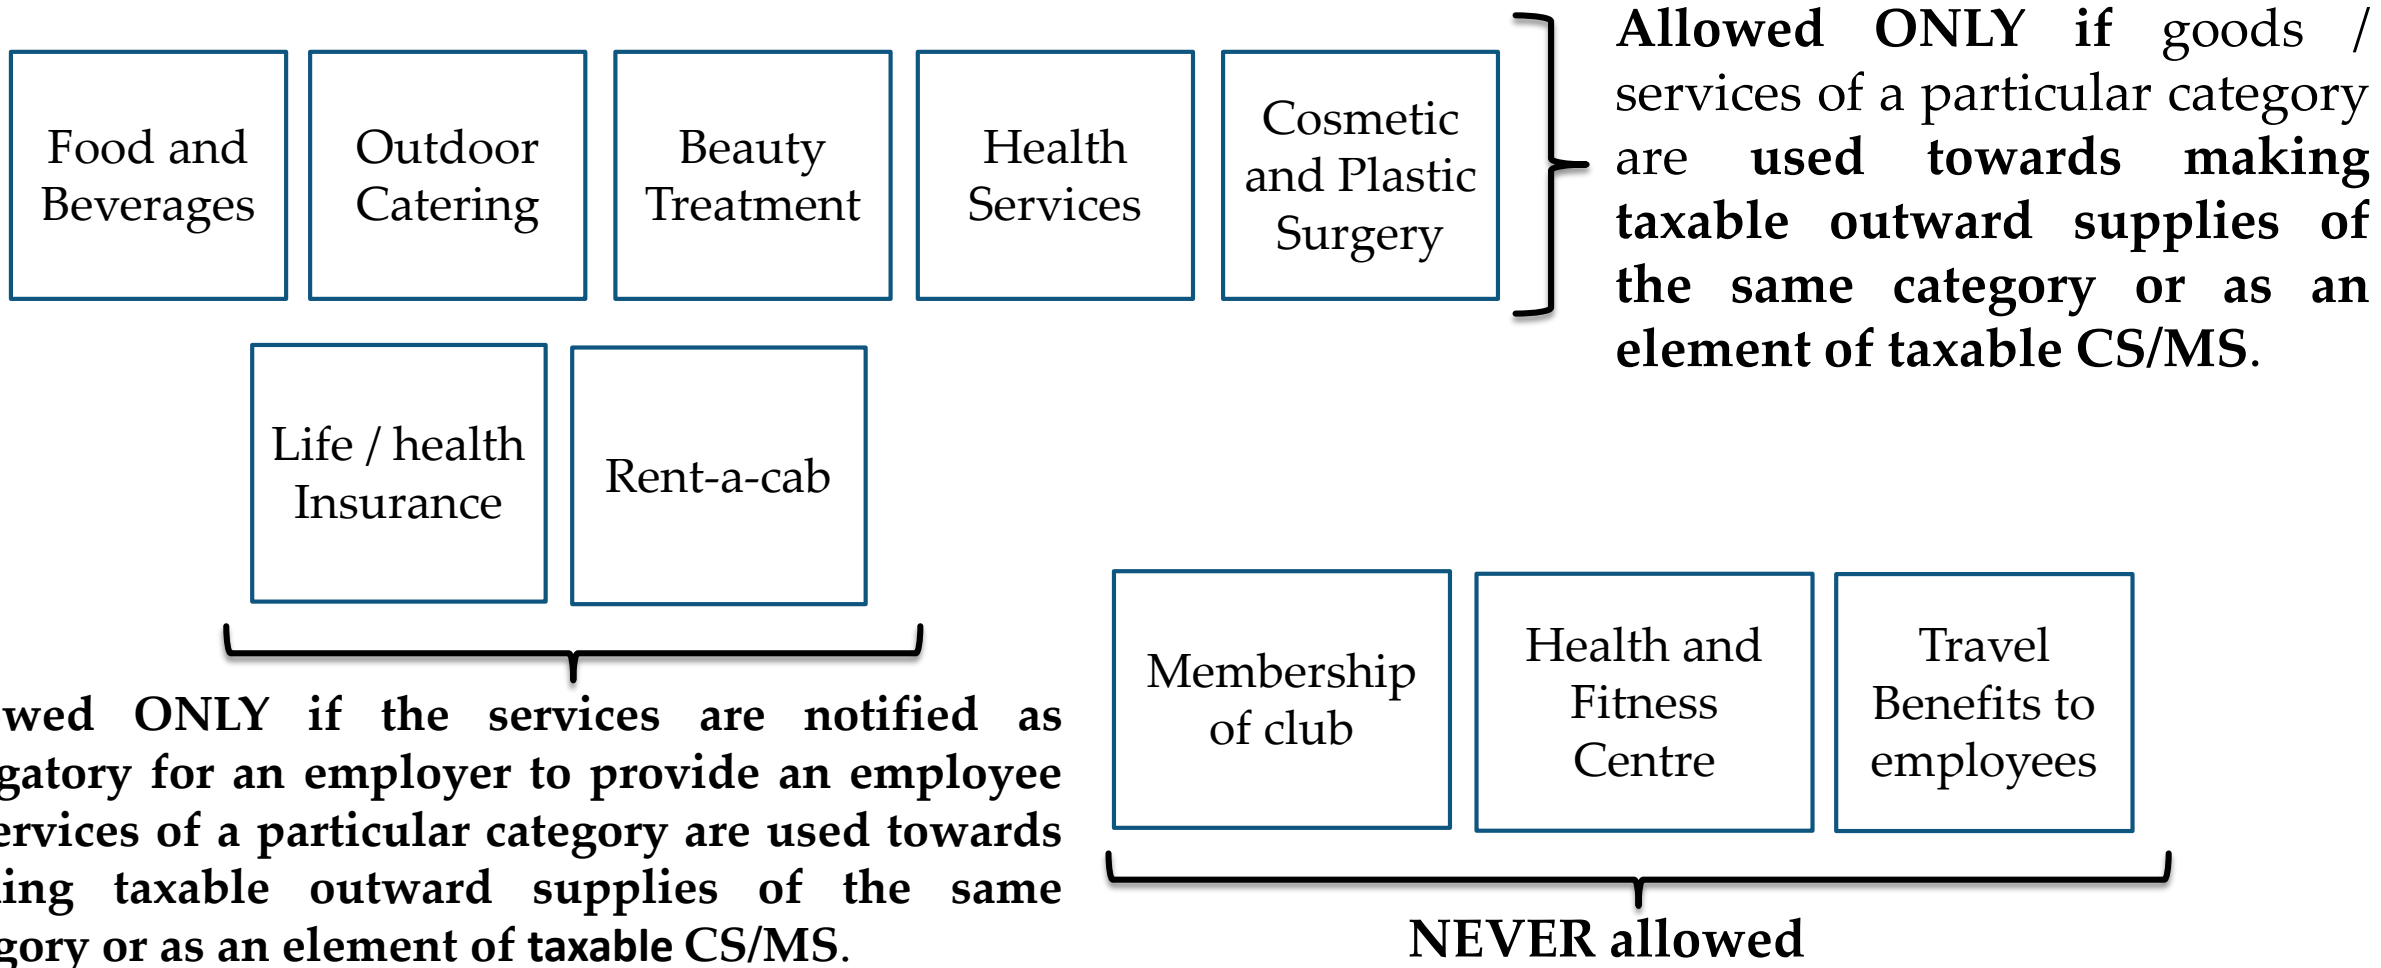 Food and
Beverages
Outdoor
Catering
Beauty
Treatment
Health
Services
Cosmetic
and Plastic
Surgery
Allowed ONLY if goods /
services of a particular category
are used towards making
taxable outward supplies of
the same category or as an
element of taxable CS/MS.
Life / health
Insurance
Rent-a-cab
wed ONLY if the services are notified as
gatory for an employer to provide an employee
ervices of a particular category are used towards
ing taxable outward supplies of the same
gory or as an element of taxable CS/MS.
Membership
of club
Health and
Fitness
Centre
Travel
Benefits to
employees
NEVER allowed